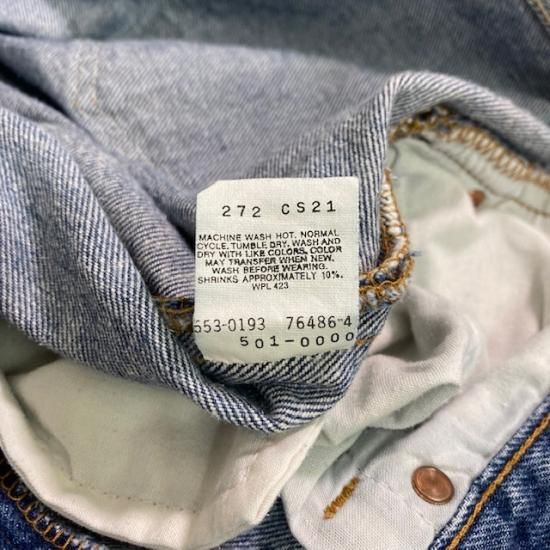 272 CS21
MACHINE WASH HOT. NORMAL
CYCLE. TUMBLE DRY. WASH AND
DRY WITH LIKE COLORS. COLOR
MAY TRANSFER WHEN NEW.
WASH BEFORE WEARING.
SHRINKS APPROXIMATELY 10%.
WPL 423
553-0193 76486-4
501-0000